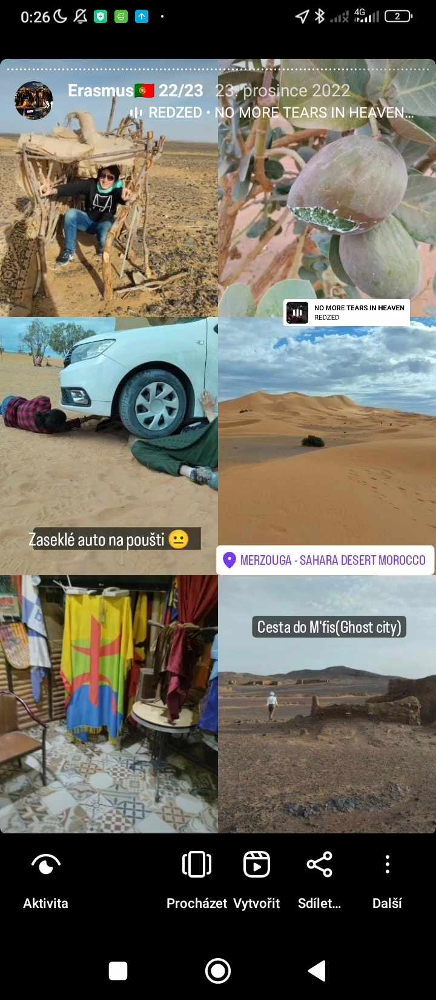 0:26
4G
2
Erasmus🇵🇹 22/23 23. prosince 2022
REDZED • NO MORE TEARS IN HEAVEN...
NO MORE TEARS IN HEAVEN
REDZED
Zaseklé auto na poušti 😐
MERZOUGA - SAHARA DESERT MOROCCO
Cesta do M'fis(Ghost city)
Aktivita
Procházet
Vytvořit
Sdílet...
Další